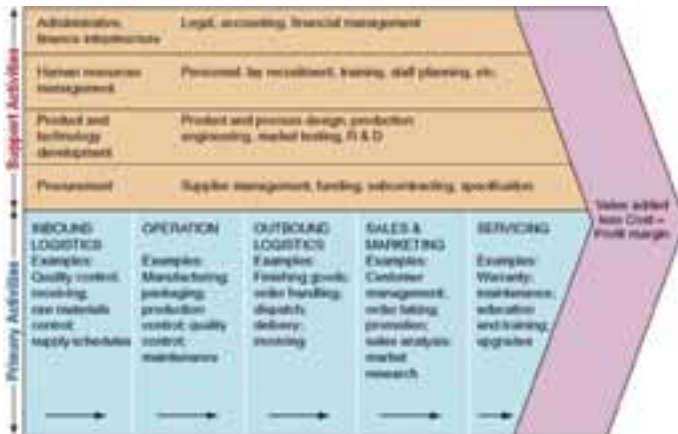 Support Activities
Administrative,
finance infrastructure
Legal, accounting, financial management
Human resources
management
Personnel, recruitment, training, staff planning, etc.
Product and
technology
development
Product and process design, production
engineering, market testing, R & D
Procurement
Supplier management, funding, subcontracting, specification
Value added
less Cost =
Profit margin
Primary Activities
INBOUND
LOGISTICS
Examples:
Quality control;
receiving;
raw materials
control;
supply schedules
OPERATION
Examples:
Manufacturing;
packaging;
production
control; quality
control;
maintenance
OUTBOUND
LOGISTICS
Examples:
Finishing goods;
order handling;
dispatch;
delivery;
invoicing
SALES &
MARKETING
Examples:
Customer
management;
order taking;
promotion;
sales analysis;
market
research
SERVICING
Examples:
Warranty;
maintenance;
education
and training;
upgrades